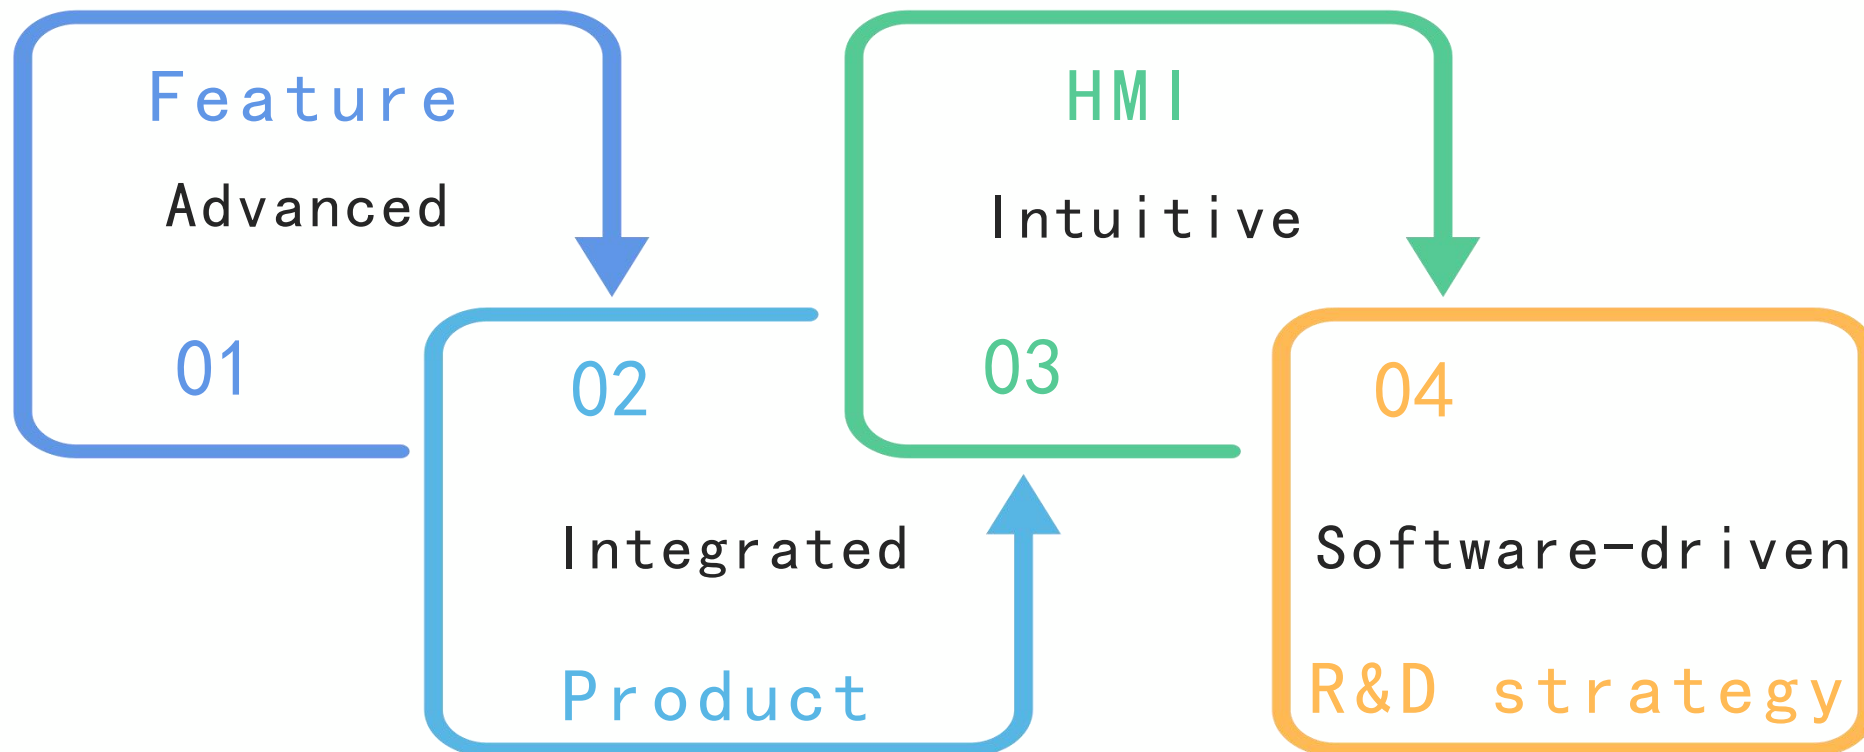 Feature
Advanced
01
02
Integrated
Product
HMI
Intuitive
03
04
Software-driven
R&D strategy